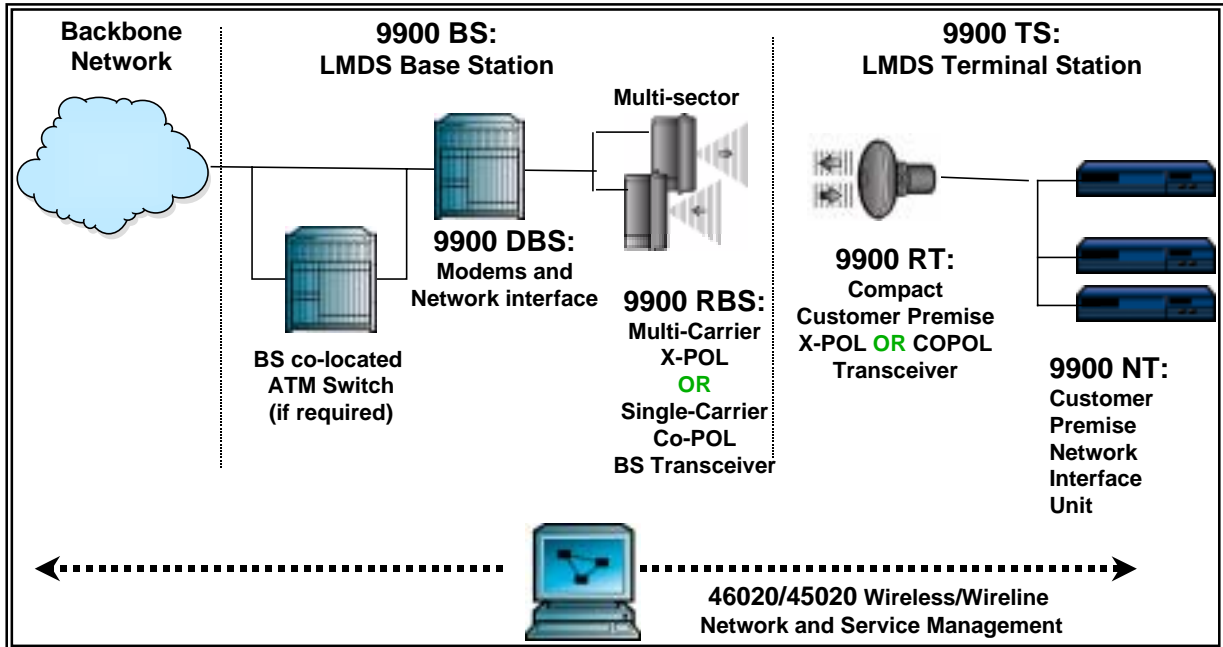 Backbone
Network
9900 BS:
LMDS Base Station
9900 TS:
LMDS Terminal Station
Multi-sector
9900 DBS:
Modems and
Network interface
BS co-located
ATM Switch
(if required)
9900 RBS:
Multi-Carrier
X-POL
OR
Single-Carrier
Co-POL
BS Transceiver
9900 RT:
Compact
Customer Premise
X-POL OR COPOL
Transceiver
9900 NT:
Customer
Premise
Network
Interface
Unit
46020/45020 Wireless/Wireline
Network and Service Management